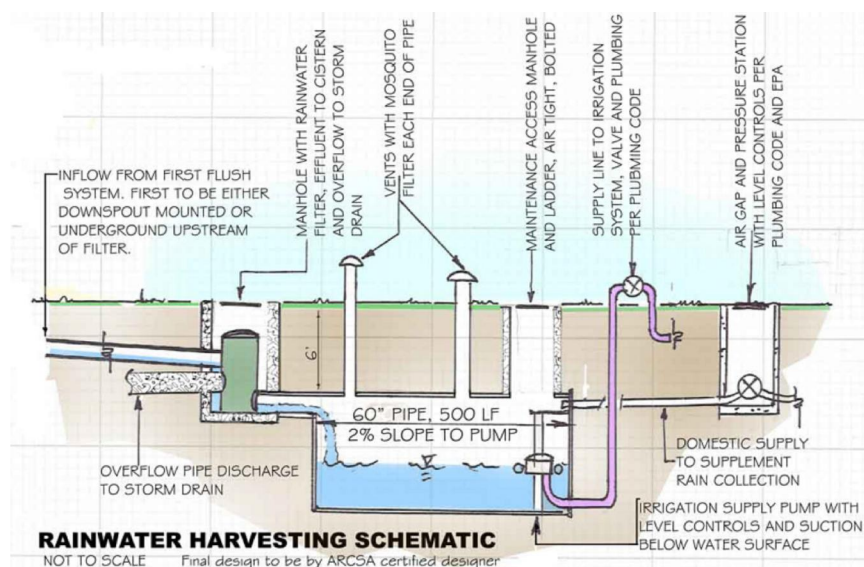 MANHOLE WITH RAINWATER
FILTER, EFFLUENT TO CISTERN
AND OVERFLOW TO STORM
DRAIN
VENTS WITH MOSQUITO
FILTER EACH END OF PIPE
MAINTENANCE ACCESS MANHOLE
AND LADDER, AIR TIGHT, BOLTED
SUPPLY LINE TO IRRIGATION
SYSTEM, VALVE AND PLUMBING
PER PLUBMING CODE
AIR GAP AND PRESSURE STATION
WITH LEVEL CONTROLS PER
PLUMBING CODE AND EPA
INFLOW FROM FIRST FLUSH
SYSTEM. FIRST TO BE EITHER
DOWNSPOUT MOUNTED OR
UNDERGROUND UPSTREAM
OF FILTER.
6'
60" PIPE, 500 LF
2% SLOPE TO PUMP
OVERFLOW PIPE DISCHARGE
TO STORM DRAIN
DOMESTIC SUPPLY
TO SUPPLEMENT
RAIN COLLECTION
IRRIGATION SUPPLY PUMP WITH
LEVEL CONTROLS AND SUCTION
BELOW WATER SURFACE
RAINWATER HARVESTING SCHEMATIC
NOT TO SCALE Final design to be by ARCSA certified designer